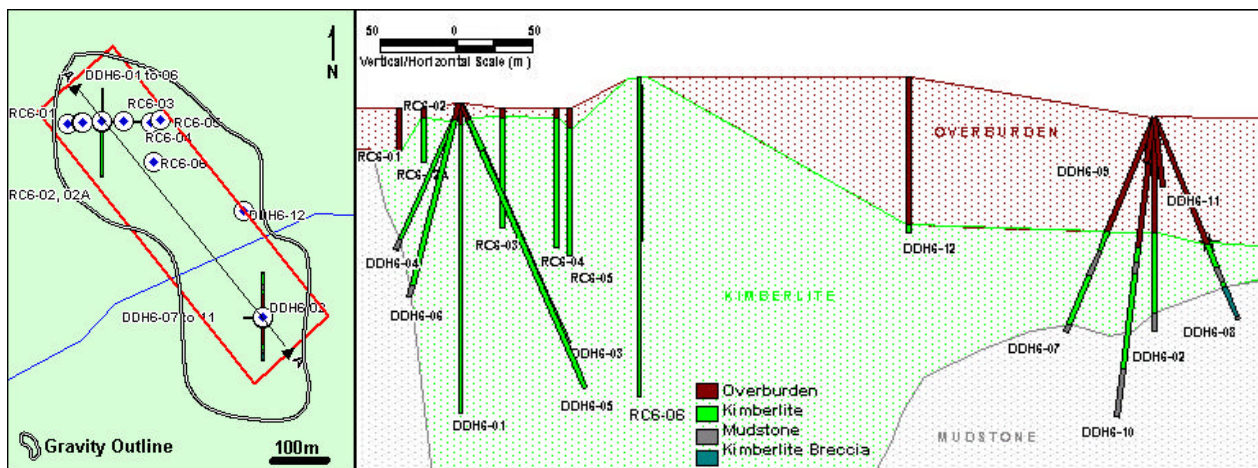 A
DDH6-01 to 06
N
RC6-01
RC6-03
RC6-05
RC6-04
RC6-06
RC6-02, 02A
DDH6-12
DDH6-02
DDH6-07 to 11
A
Gravity Outline
100m
50 0 50
Vertical/Horizontal Scale (m)
RC6-02
RC6-01
OVERBURDEN
DDH6-09
DDH6-11
RC6-03
DDH6-04
RC6-04
DDH6-12
RC6-05
DDH6-06
KIMBERLITE
DDH6-08
DDH6-07
DDH6-03
DDH6-02
Overburden
DDH6-05
Kimberlite
RC6-06
DDH6-01
Mudstone
DDH6-10
MUDSTONE
Kimberlite Breccia